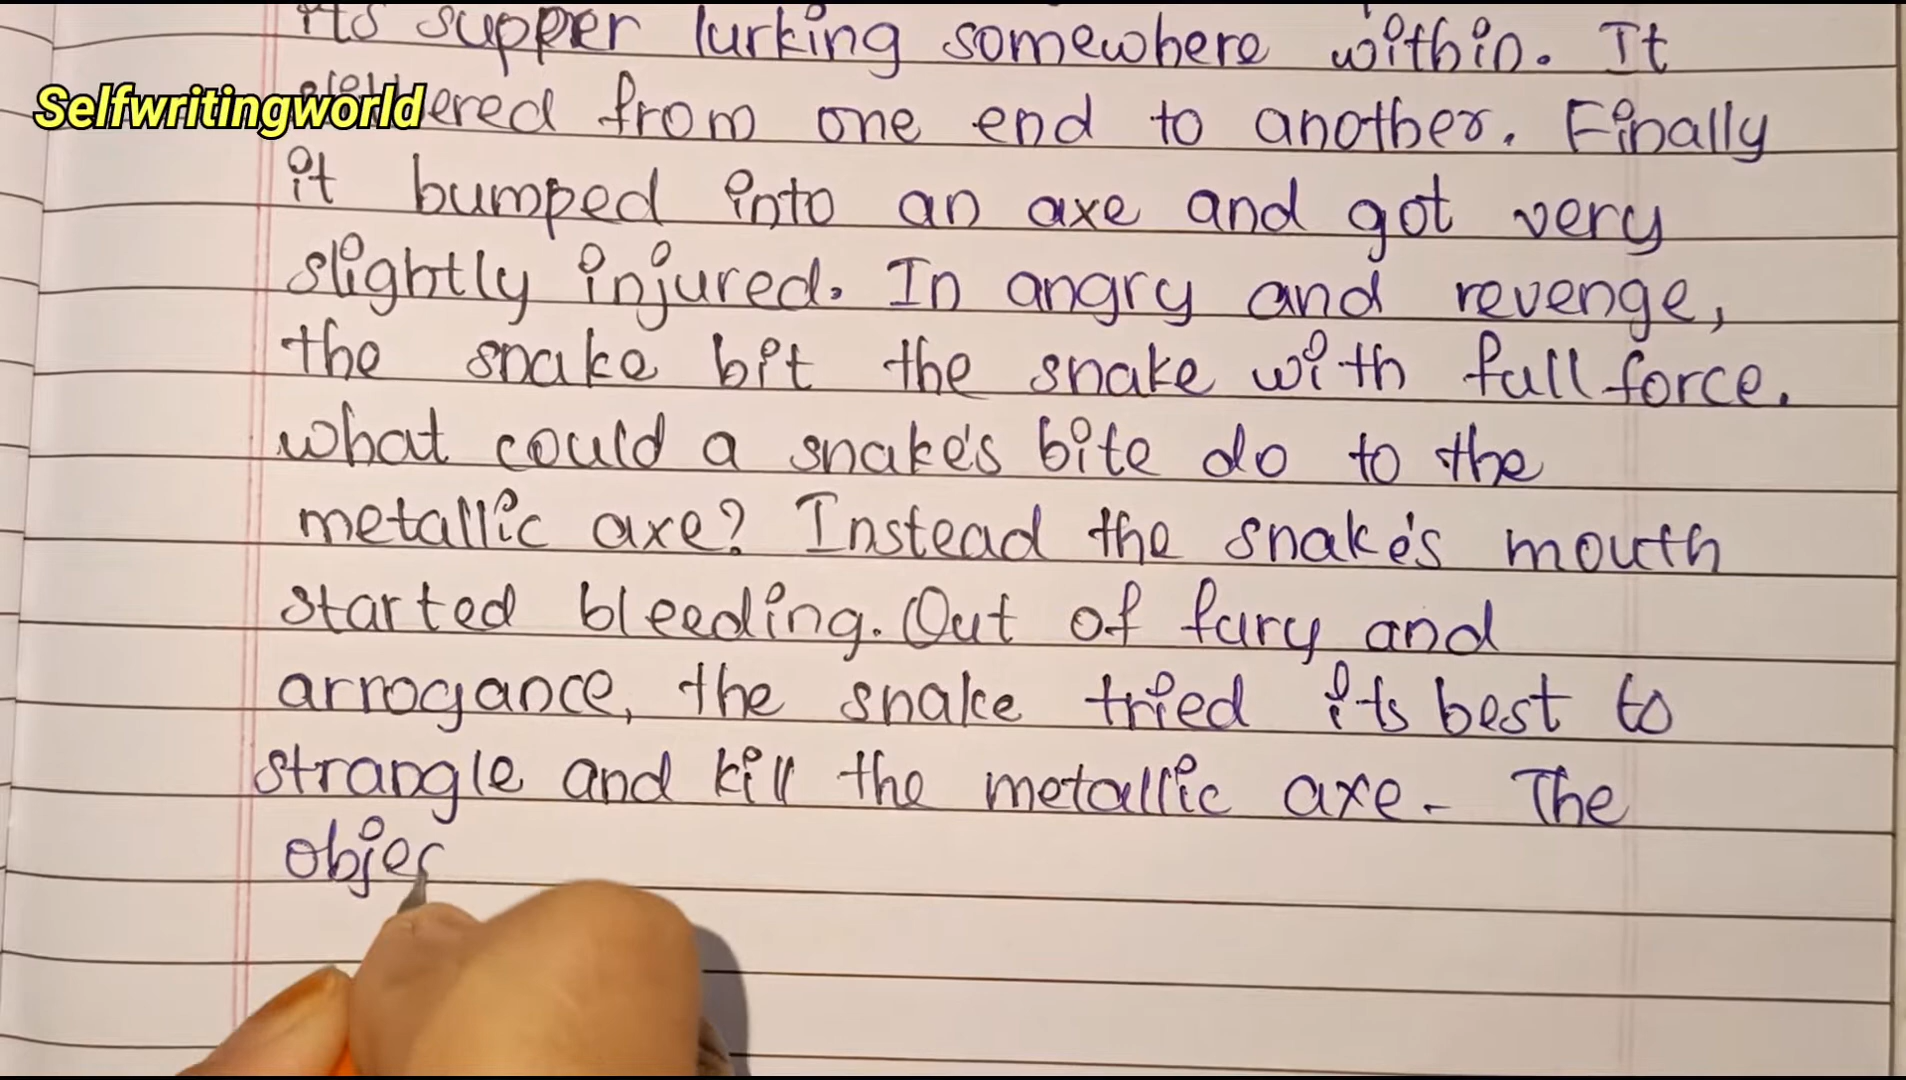 its supper lurking somewhere within. It
Selfwritingworld
from one end to another. Finally
it bumped into an axe and got very
slightly injured. In angry and revenge,
the snake bit the snake with full force.
what could a snake's bite do to the
metallic axe? Instead the snake's mouth
started bleeding. Out of fury and
arrogance, the snake tried its best to
strangle and kill the metallic axe. The
objec